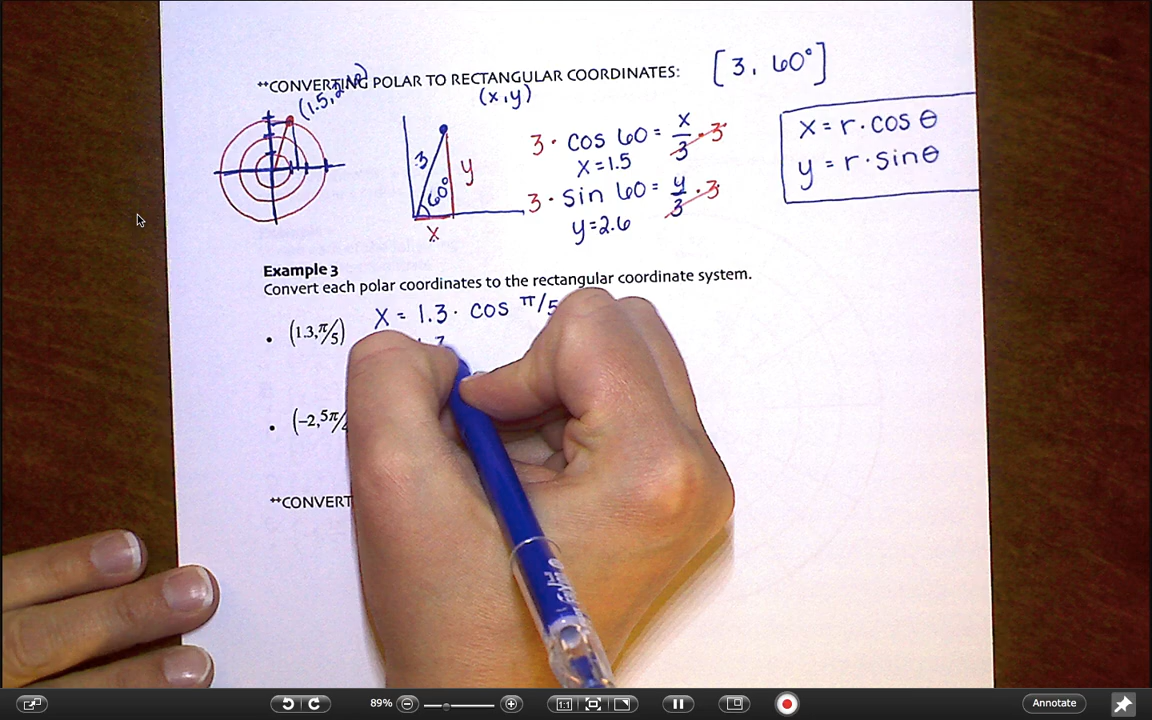 **CONVERTING POLAR TO RECTANGULAR COORDINATES:
[3, 60°]
(x,y)
3
60°
y
x
3 · cos 60 = x/3 · 3
x = 1.5
3 · sin 60 = y/3 · 3
y = 2.6
x = r · cos θ
y = r · sin θ
Example 3
Convert each polar coordinates to the rectangular coordinate system.
• (1.3, π/5)
x = 1.3 · cos π/5
• (-2, 5π/
**CONVERT
89%
1:1
Annotate